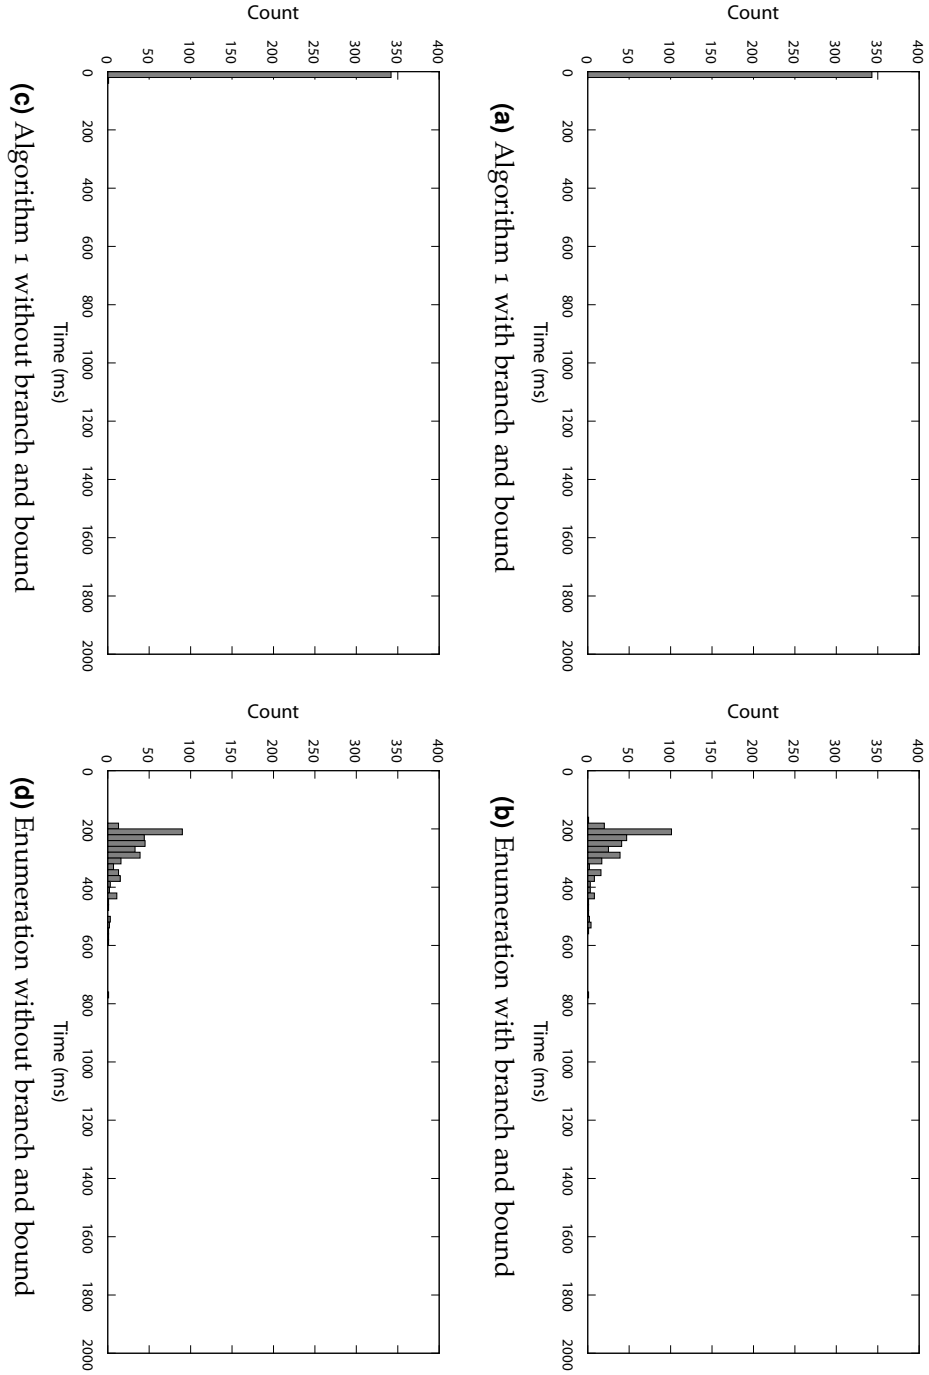 Count
0 50 100 150 200 250 300 350 400
0 200 400 600 800 1000 1200 1400 1600 1800 2000
Time (ms)
(a) Algorithm 1 with branch and bound
Count
0 50 100 150 200 250 300 350 400
0 200 400 600 800 1000 1200 1400 1600 1800 2000
Time (ms)
(b) Enumeration with branch and bound
Count
0 50 100 150 200 250 300 350 400
0 200 400 600 800 1000 1200 1400 1600 1800 2000
Time (ms)
(c) Algorithm 1 without branch and bound
Count
0 50 100 150 200 250 300 350 400
0 200 400 600 800 1000 1200 1400 1600 1800 2000
Time (ms)
(d) Enumeration without branch and bound